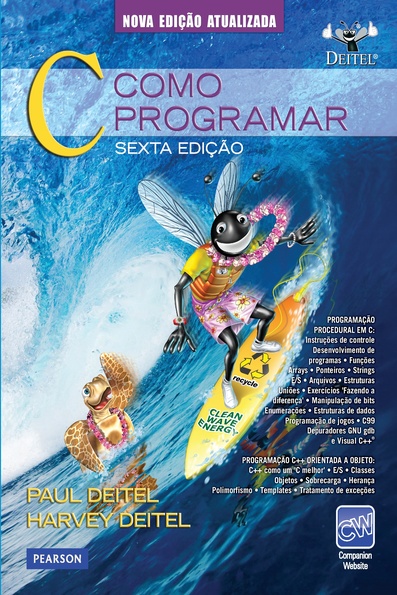 NOVA EDIÇÃO ATUALIZADA
DEITEL®
C COMO
PROGRAMAR
SEXTA EDIÇÃO
PROGRAMAÇÃO
PROCEDURAL EM C:
Instruções de controle
Desenvolvimento de
programas • Funções
Arrays • Ponteiros • Strings
E/S • Arquivos • Estruturas
Uniões • Exercícios 'Fazendo a
diferença' • Manipulação de bits
Enumerações • Estruturas de dados
Programação de jogos • C99
Depuradores GNU gdb
e Visual C++®
recycle
CLEAN
WAVE
ENERGY
PROGRAMAÇÃO C++ ORIENTADA A OBJETO:
C++ como um 'C melhor' • E/S • Classes
Objetos • Sobrecarga • Herança
Polimorfismo • Templates • Tratamento de exceções
PAUL DEITEL
HARVEY DEITEL
PEARSON
CW
Companion
Website